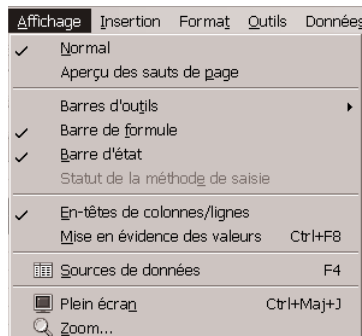 Affichage Insertion Format Outils Données
Normal
Aperçu des sauts de page
Barres d'outils
Barre de formule
Barre d'état
Statut de la méthode de saisie
En-têtes de colonnes/lignes
Mise en évidence des valeurs Ctrl+F8
Sources de données F4
Plein écran Ctrl+Maj+J
Zoom...